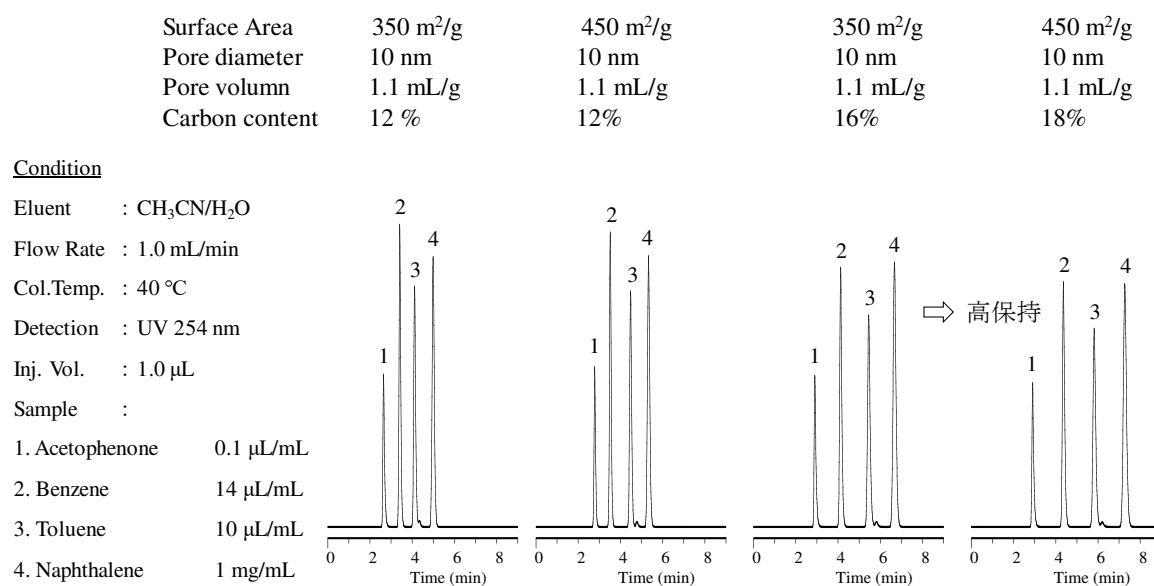 Surface Area 350 m²/g 450 m²/g 350 m²/g 450 m²/g
Pore diameter 10 nm 10 nm 10 nm 10 nm
Pore volumn 1.1 mL/g 1.1 mL/g 1.1 mL/g 1.1 mL/g
Carbon content 12 % 12% 16% 18%
Condition
Eluent : CH₃CN/H₂O
Flow Rate : 1.0 mL/min
Col.Temp. : 40 °C
Detection : UV 254 nm
Inj. Vol. : 1.0 μL
Sample :
1. Acetophenone 0.1 μL/mL
2. Benzene 14 μL/mL
3. Toluene 10 μL/mL
4. Naphthalene 1 mg/mL
1 2 3 4
0 2 4 6 8
Time (min)
1 2 3 4
0 2 4 6 8
Time (min)
1 2 3 4
0 2 4 6 8
Time (min)
⇨ 高保持
1 2 3 4
0 2 4 6 8
Time (min)